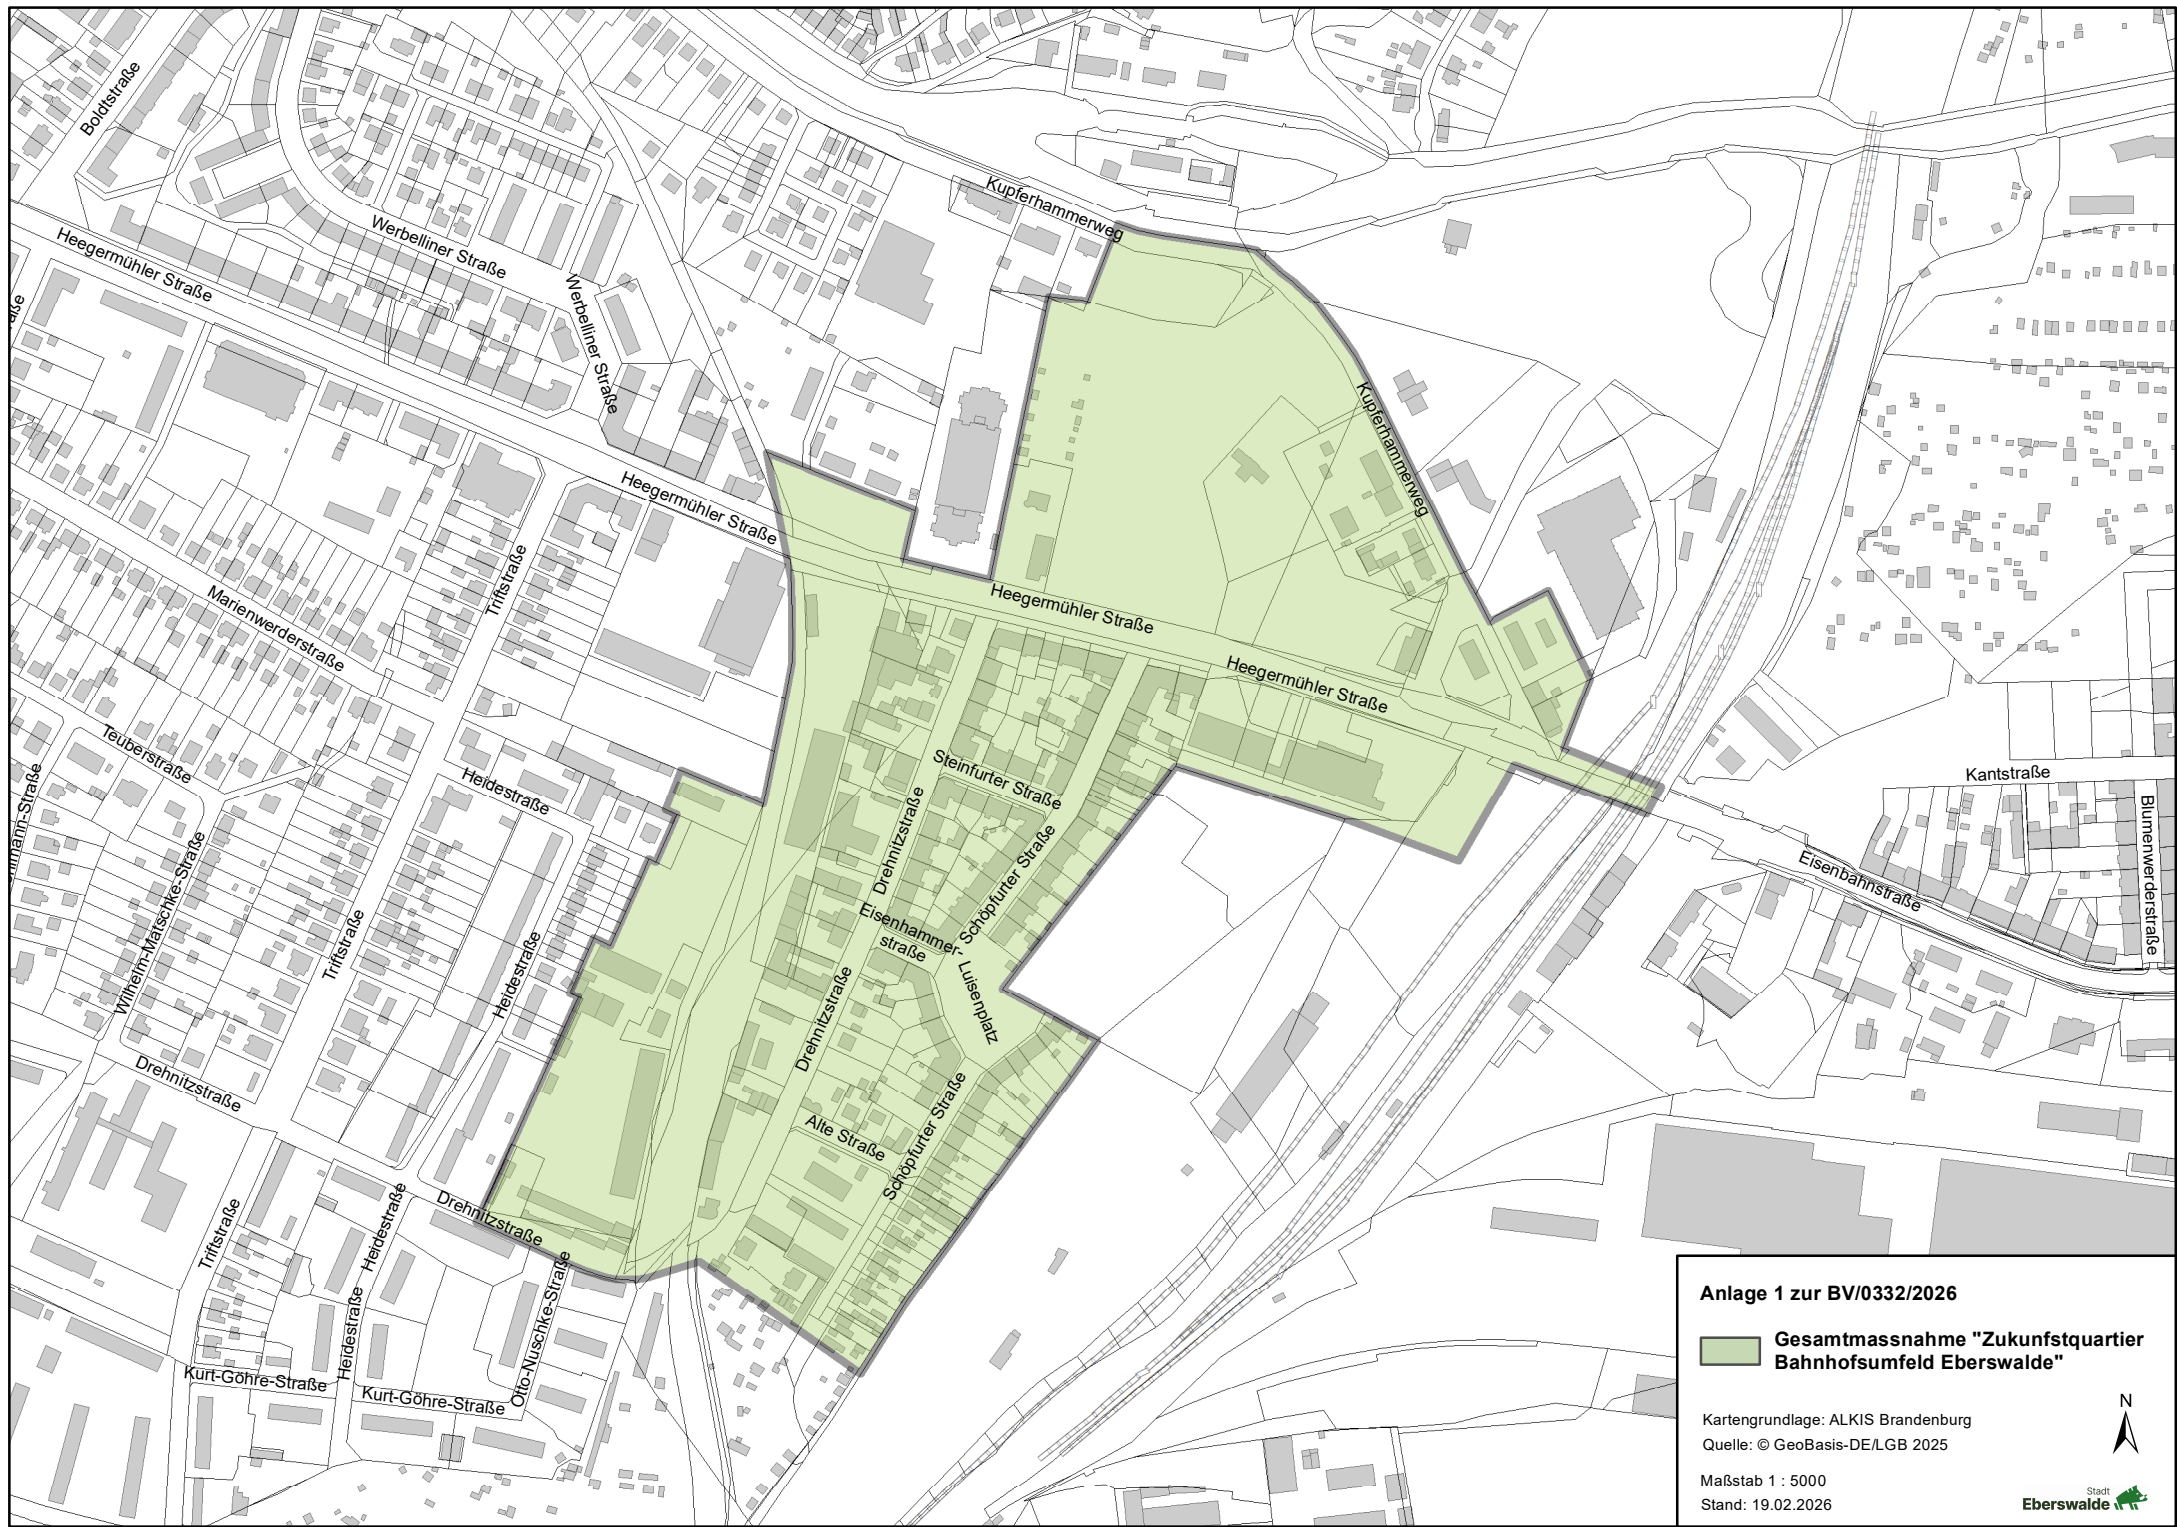 Boldtstraße
Kupferhammerweg
Werbelliner Straße
Heegermühler Straße
Werbelliner Straße
aße
Kupferhammerweg
Heegermühler Straße
Triftstraße
Marienwerderstraße
Heegermühler Straße
Heegermühler Straße
Teuberstraße
Heidestraße
Steinfurter Straße
Kantstraße
Blumenwerderstraße
mann-Straße
Wilhelm-Matschke-Straße
Drehnitzstraße
Schöpfurter Straße
Eisenbahnstraße
Triftstraße
Heidestraße
Eisenhammer-
straße
Luisenplatz
Drehnitzstraße
Drehnitzstraße
Alte Straße
Schöpfurter Straße
Drehnitzstraße
Triftstraße
Heidestraße
Heidestraße
Otto-Nuschke-Straße
Kurt-Göhre-Straße
Kurt-Göhre-Straße
Anlage 1 zur BV/0332/2026
Gesamtmassnahme "Zukunfstquartier
Bahnhofsumfeld Eberswalde"
Kartengrundlage: ALKIS Brandenburg
Quelle: © GeoBasis-DE/LGB 2025
N
Maßstab 1 : 5000
Stand: 19.02.2026
Stadt
Eberswalde